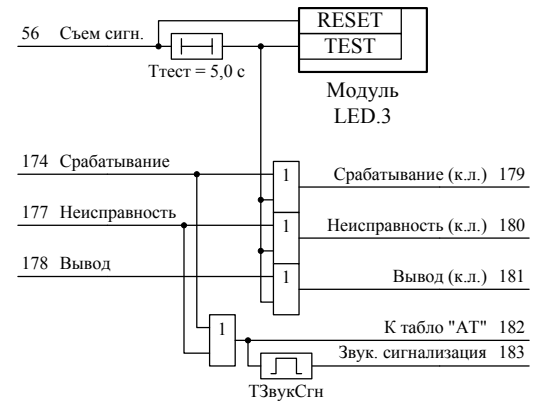 RESET
56 Съем сигн.
TEST
Tтест = 5,0 с
Модуль
LED.3
174 Срабатывание
1
Срабатывание (к.л.) 179
177 Неисправность
1
Неисправность (к.л.) 180
178 Вывод
1
Вывод (к.л.) 181
1
К табло "АТ" 182
Звук. сигнализация 183
ТЗвукСгн